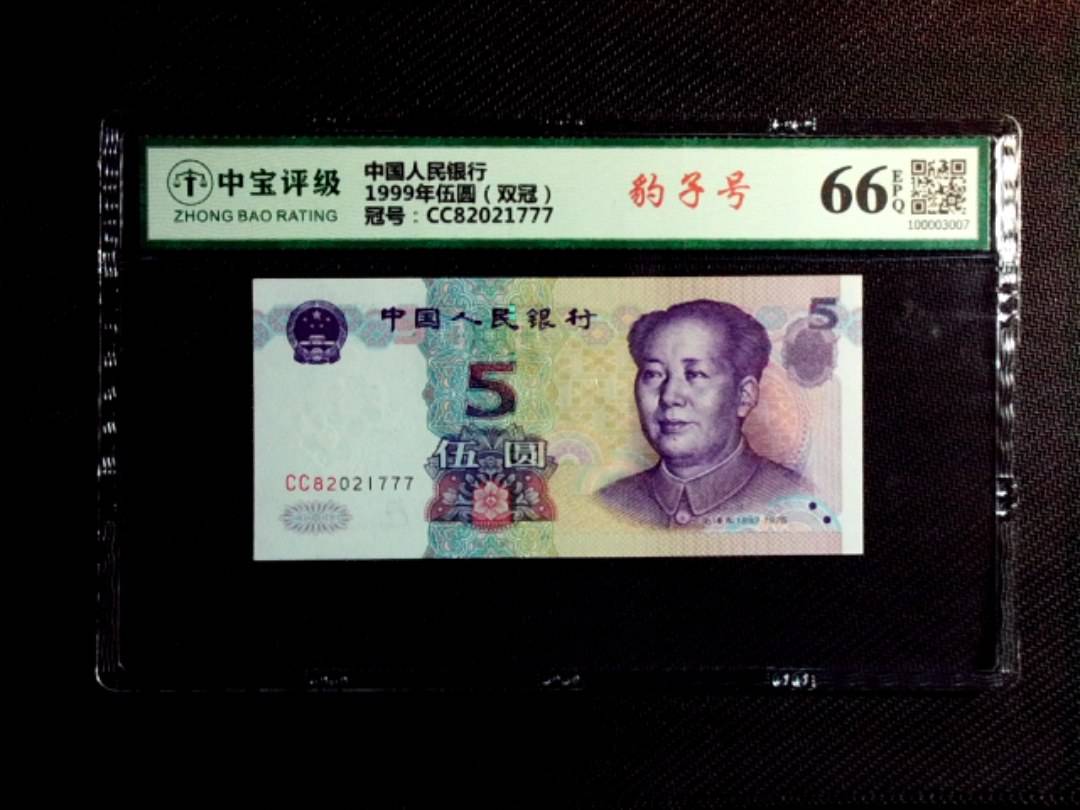 中宝评级
ZHONG BAO RATING
中国人民银行
1999年伍圆（双冠）
冠号：CC82021777
豹子号
66
EPQ
100003007
中国人民银行
5
5
伍圆
CC82021777